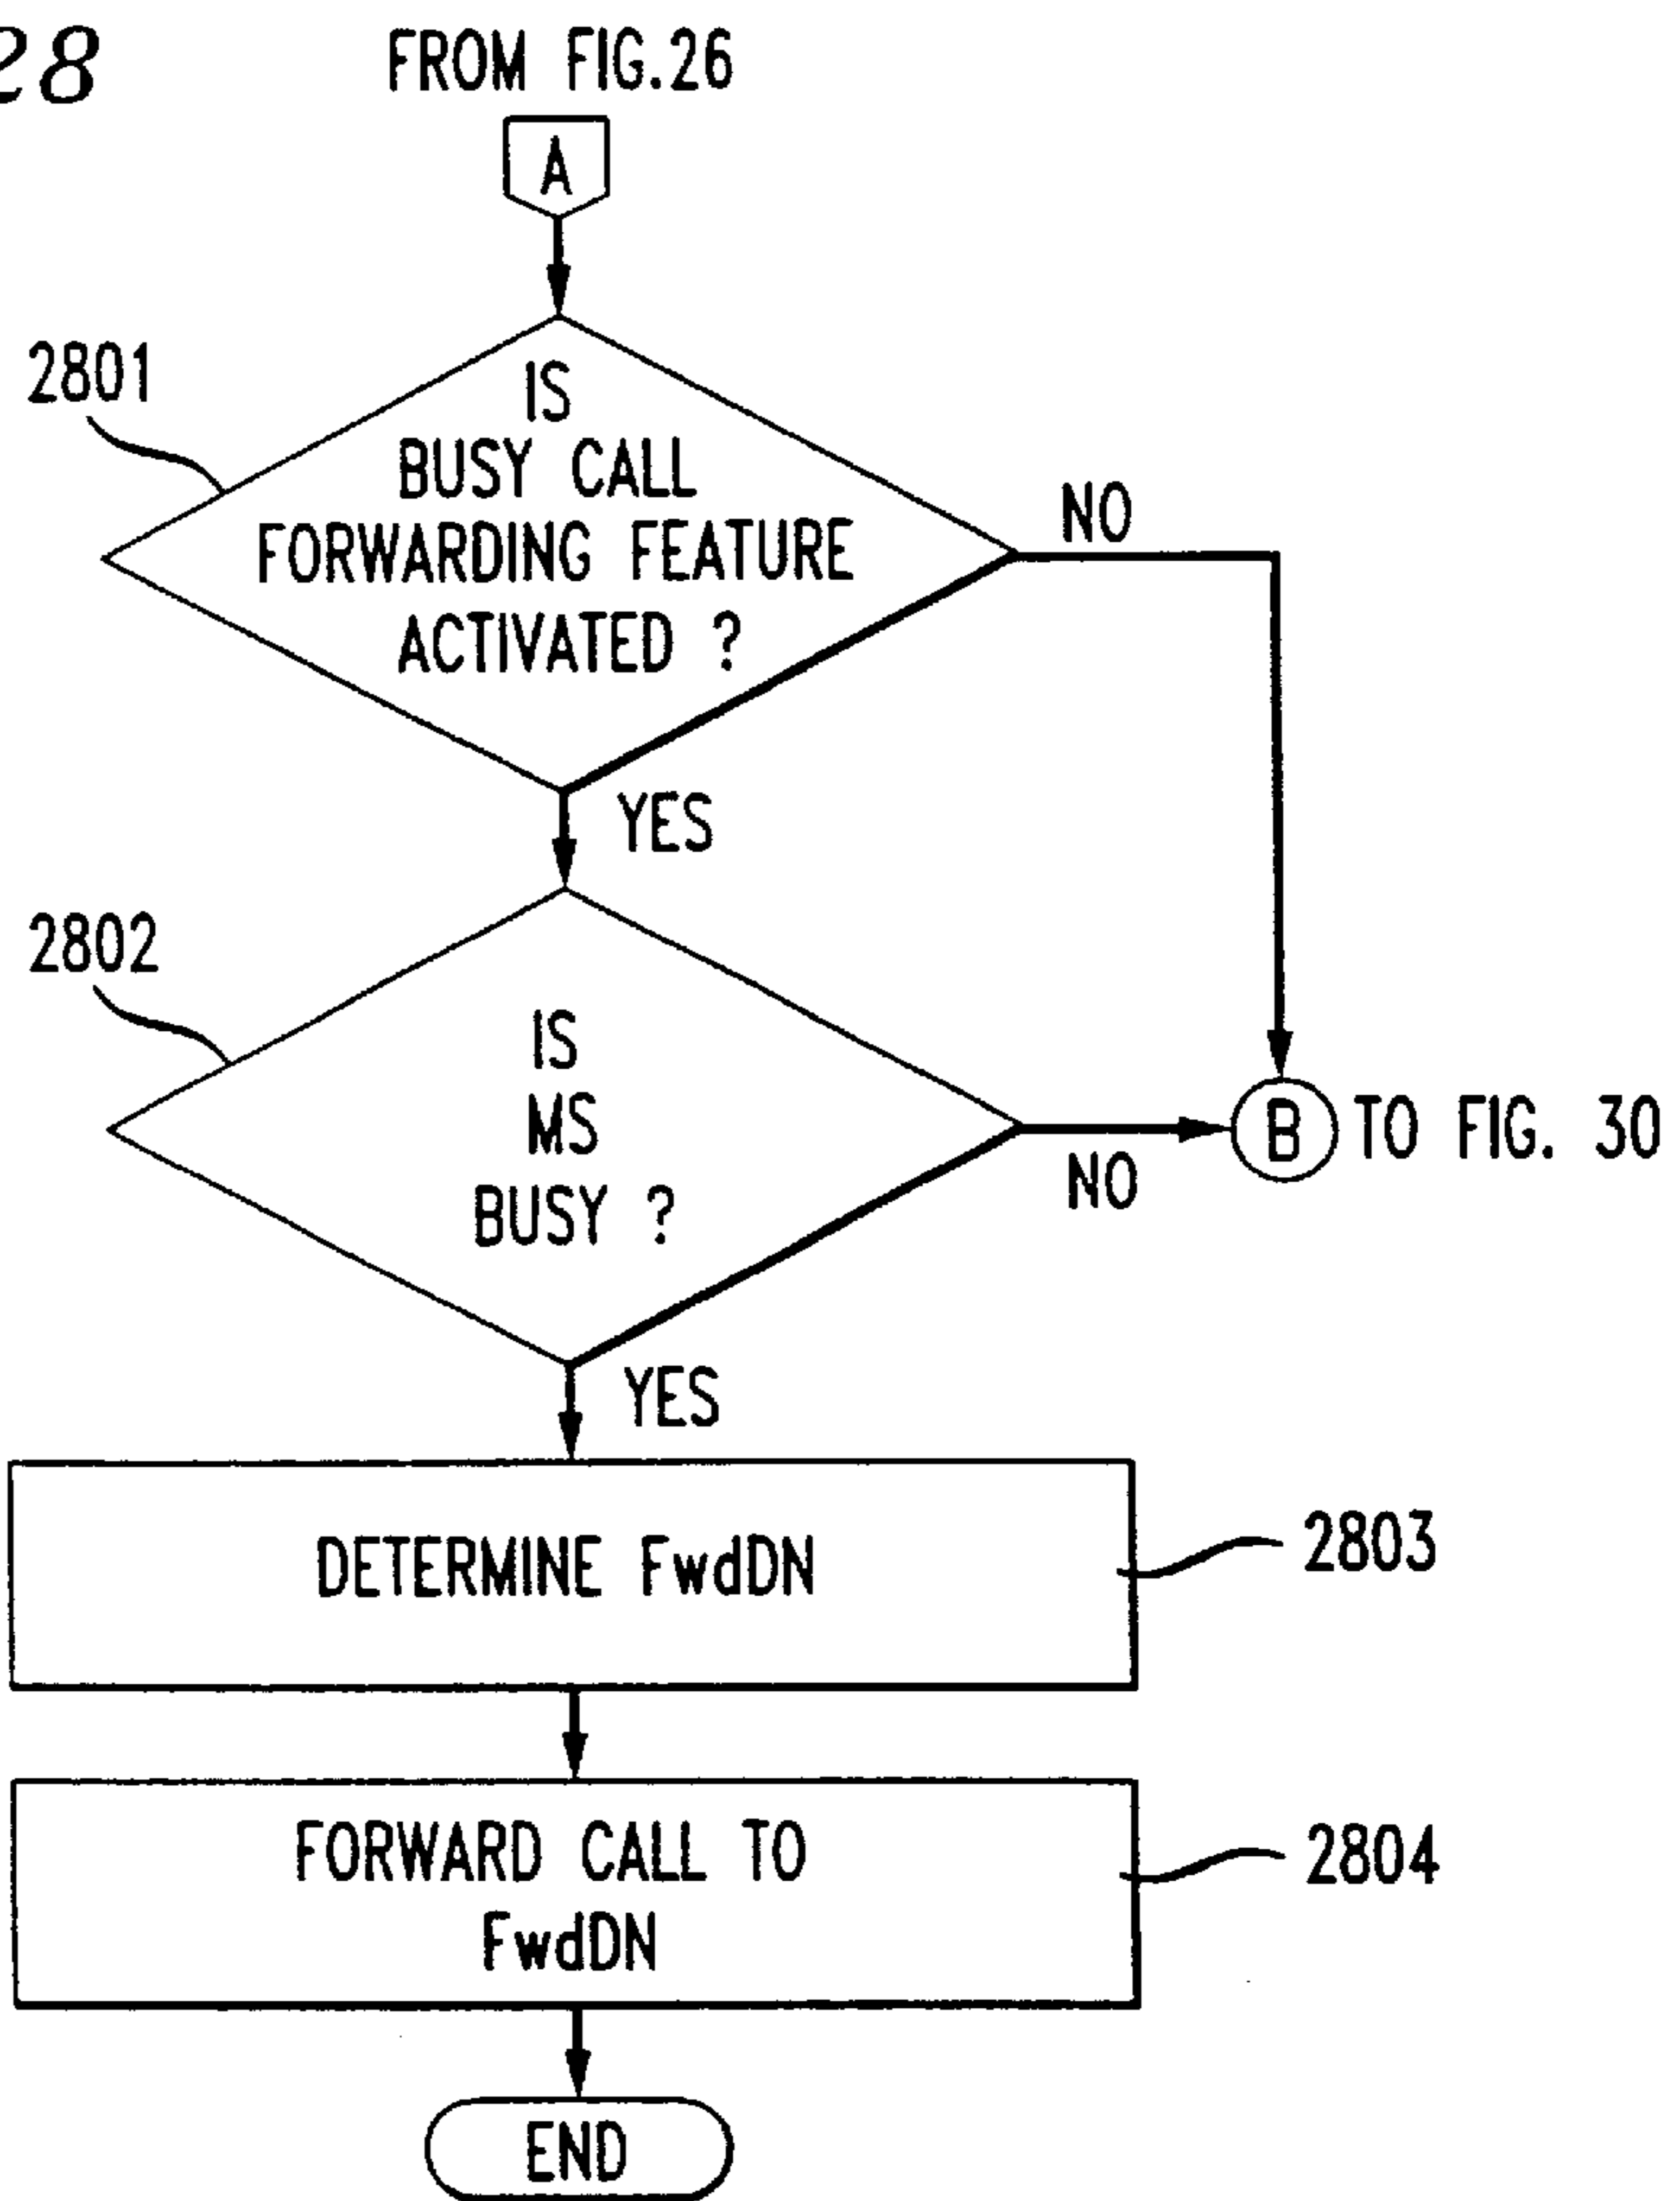 28
FROM FIG.26
A
2801
IS
BUSY CALL
FORWARDING FEATURE
ACTIVATED ?
NO
YES
2802
IS
MS
BUSY ?
B TO FIG. 30
NO
YES
DETERMINE FwdDN
2803
FORWARD CALL TO
FwdDN
2804
END